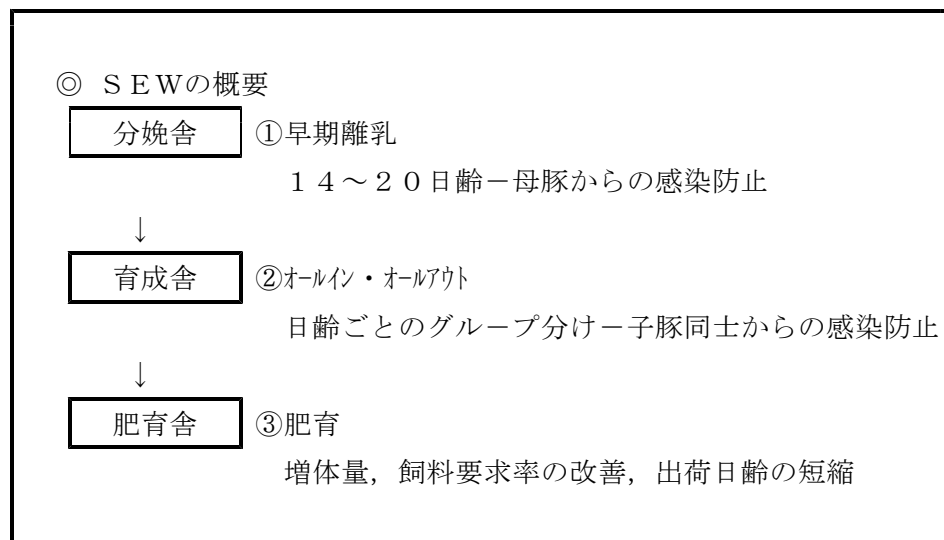 ◎ ＳＥＷの概要
分娩舎 ①早期離乳
１４～２０日齢－母豚からの感染防止
↓
育成舎 ②ｵｰﾙｲﾝ・ｵｰﾙｱｳﾄ
日齢ごとのグル－プ分け－子豚同士からの感染防止
↓
肥育舎 ③肥育
増体量，飼料要求率の改善，出荷日齢の短縮